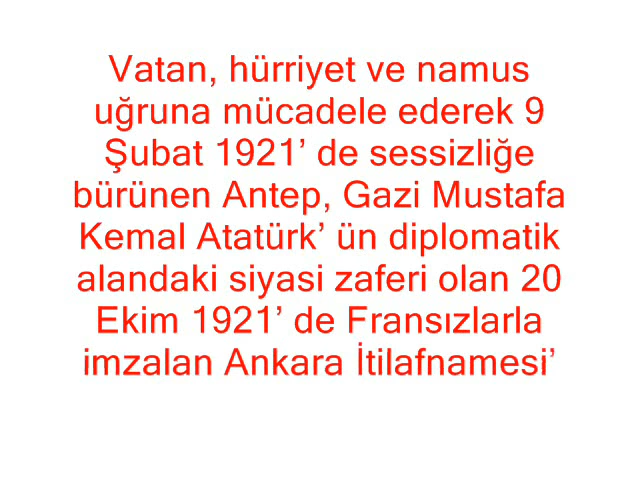 Vatan, hürriyet ve namus
uğruna mücadele ederek 9
Şubat 1921’ de sessizliğe
bürünen Antep, Gazi Mustafa
Kemal Atatürk’ ün diplomatik
alandaki siyasi zaferi olan 20
Ekim 1921’ de Fransızlarla
imzalan Ankara İtilafnamesi’